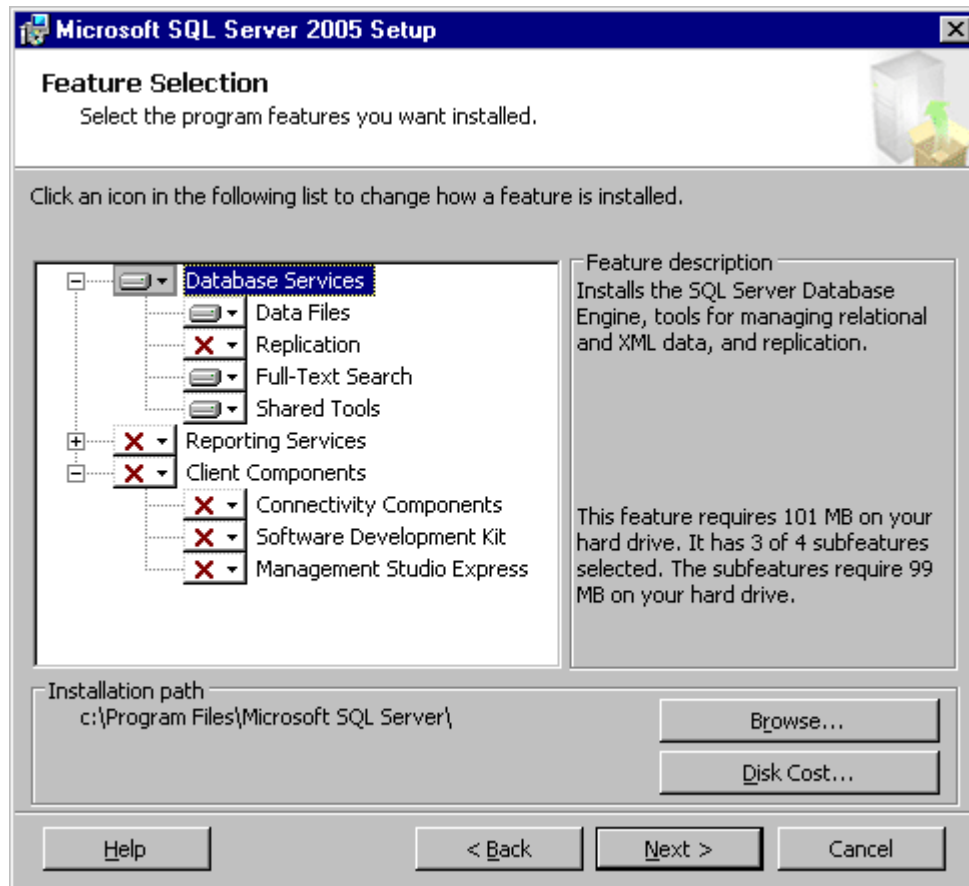 Microsoft SQL Server 2005 Setup
Feature Selection
Select the program features you want installed.
Click an icon in the following list to change how a feature is installed.
Database Services
Data Files
Replication
Full-Text Search
Shared Tools
Reporting Services
Client Components
Connectivity Components
Software Development Kit
Management Studio Express
Feature description
Installs the SQL Server Database
Engine, tools for managing relational
and XML data, and replication.
This feature requires 101 MB on your
hard drive. It has 3 of 4 subfeatures
selected. The subfeatures require 99
MB on your hard drive.
Installation path
c:\Program Files\Microsoft SQL Server\
Browse...
Disk Cost...
Help
< Back
Next >
Cancel